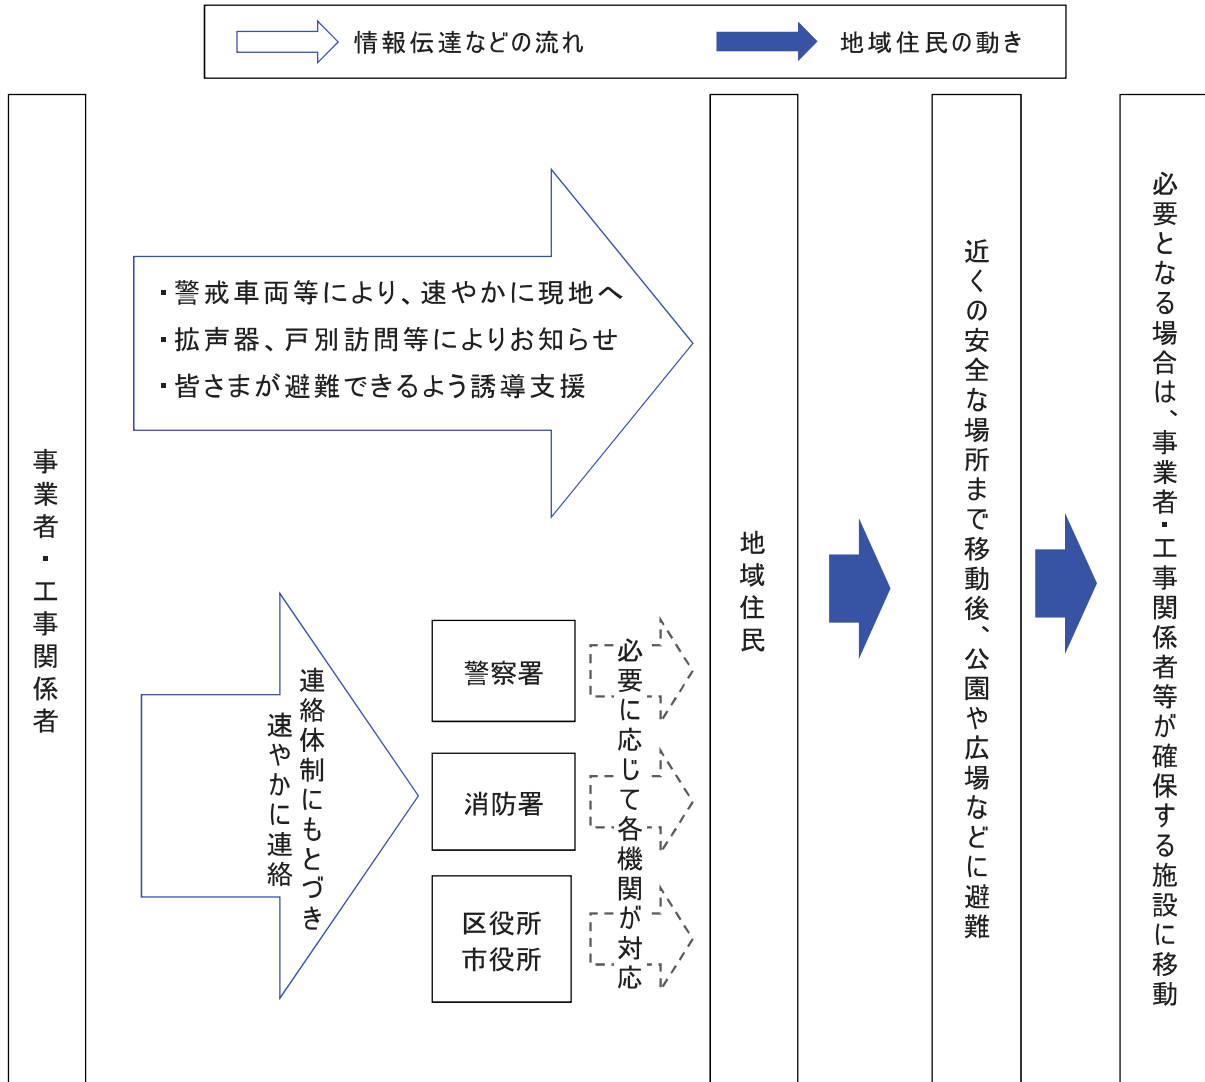 情報伝達などの流れ
地域住民の動き
事業者・工事関係者
・警戒車両等により、速やかに現地へ
・拡声器、戸別訪問等によりお知らせ
・皆さまが避難できるよう誘導支援
連絡体制にもとづき
速やかに連絡
警察署
消防署
区役所
市役所
必要に応じて各機関が対応
地域住民
近くの安全な場所まで移動後、公園や広場などに避難
必要となる場合は、事業者・工事関係者等が確保する施設に移動